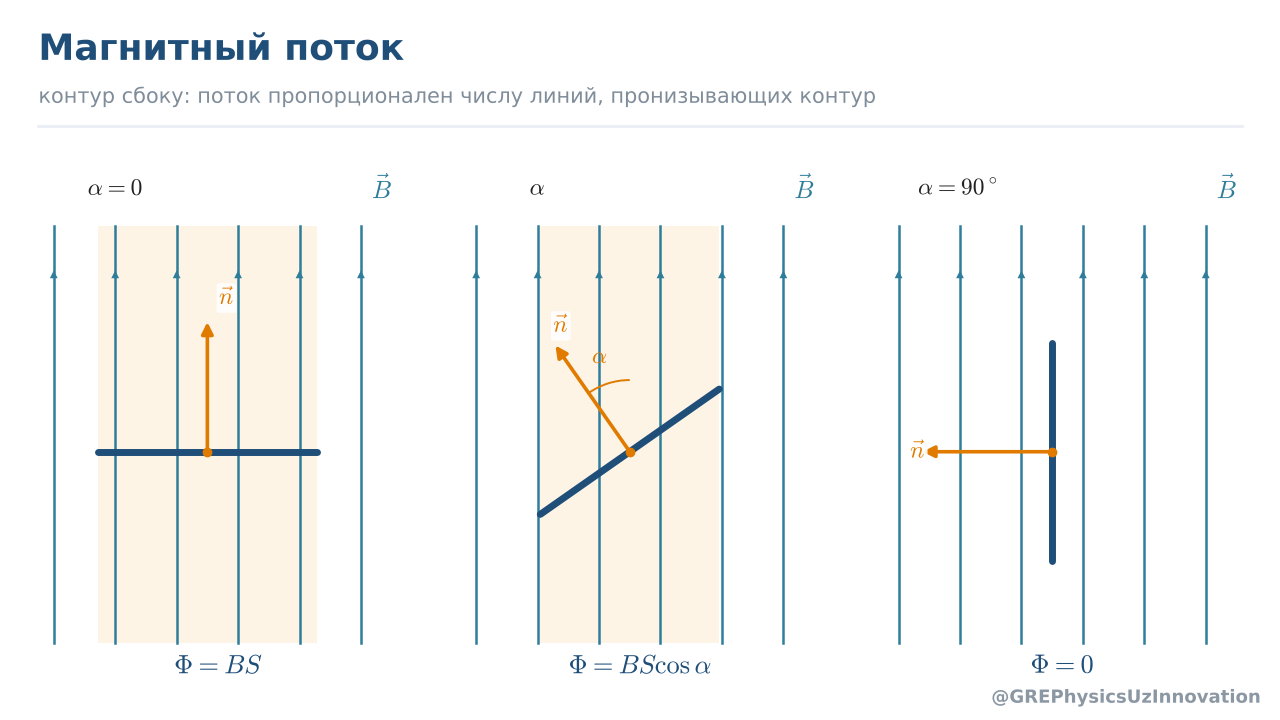 Магнитный поток
контур сбоку: поток пропорционален числу линий, пронизывающих контур
α = 0
B⃗
α
B⃗
α = 90°
B⃗
n⃗
n⃗
α
n⃗
Φ = BS
Φ = BS cos α
Φ = 0
@GREPhysicsUzInnovation